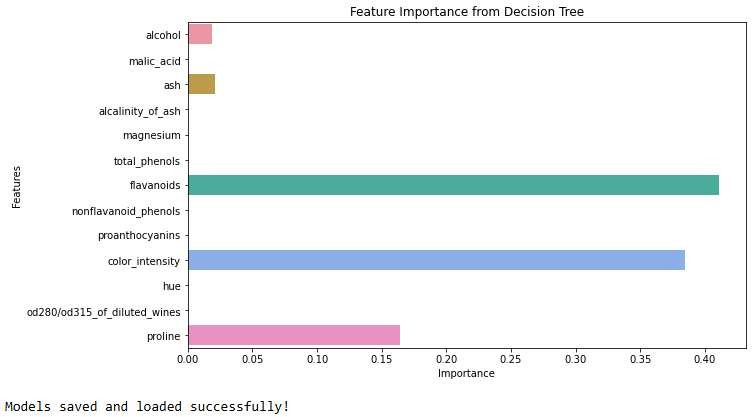 Feature Importance from Decision Tree
alcohol
malic_acid
ash
alcalinity_of_ash
magnesium
total_phenols
flavanoids
nonflavanoid_phenols
proanthocyanins
color_intensity
hue
od280/od315_of_diluted_wines
proline
Features
0.00 0.05 0.10 0.15 0.20 0.25 0.30 0.35 0.40
Importance
Models saved and loaded successfully!